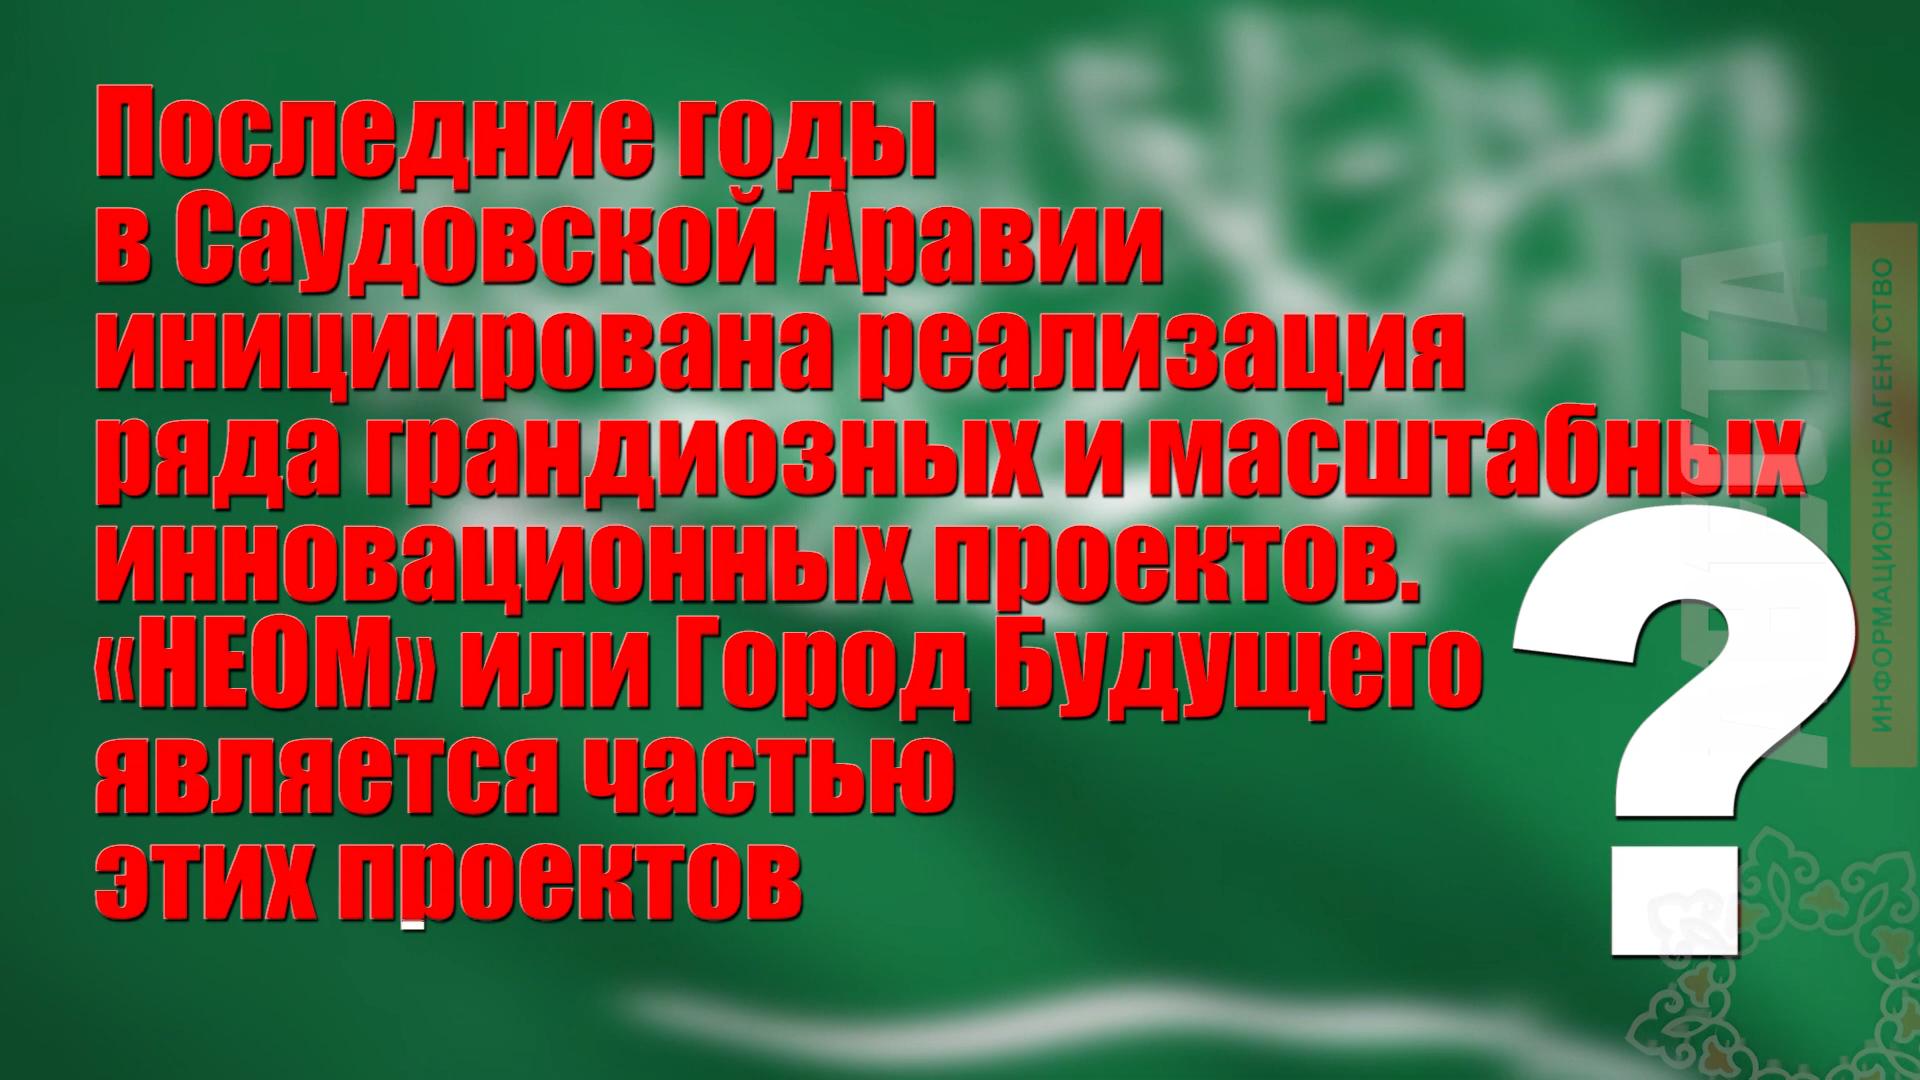 Последние годы
в Саудовской Аравии
инициирована реализация
ряда грандиозных и масштабных
инновационных проектов.
«НЕОМ» или Город Будущего
является частью
этих проектов
?
ИНФОРМАЦИОННОЕ АГЕНТСТВО